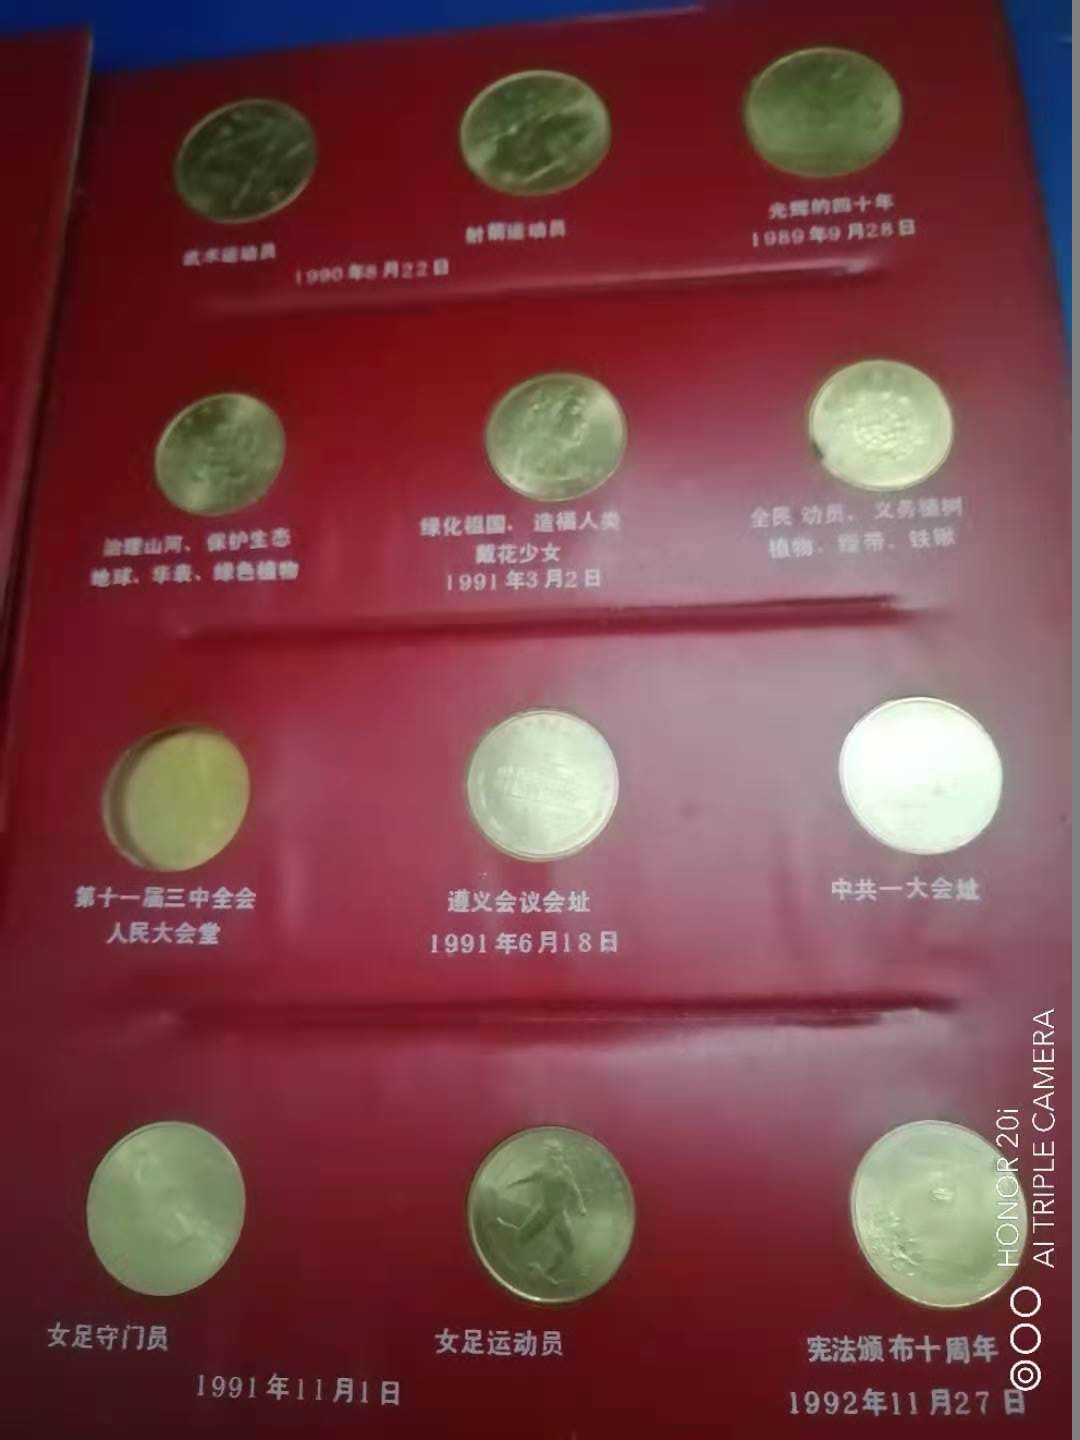 武术运动员
射箭运动员
1990年8月22日
光辉的四十年
1989年9月28日
治理山河、保护生态
地球、华表、绿色植物
绿化祖国、造福人类
戴花少女
1991年3月2日
全民动员、义务植树
植物、绶带、铁锹
第十一届三中全会
人民大会堂
遵义会议会址
1991年6月18日
中共一大会址
女足守门员
女足运动员
1991年11月1日
宪法颁布十周年
1992年11月27日
HONOR 20i
AI TRIPLE CAMERA